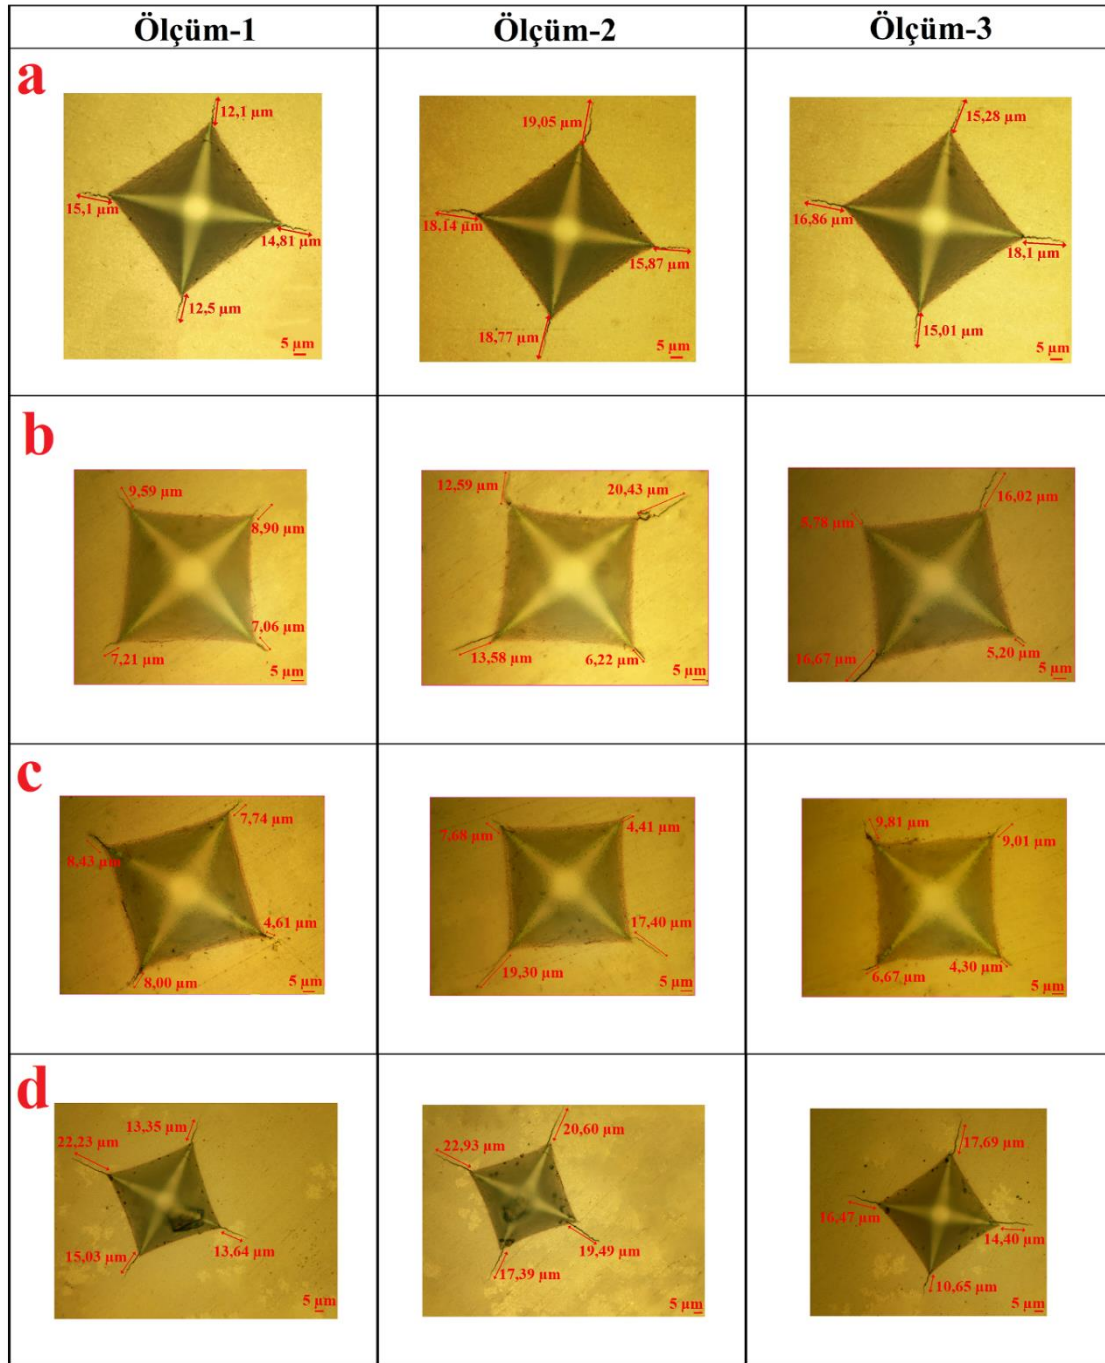 Ölçüm-1
Ölçüm-2
Ölçüm-3
a
12,1 µm
15,1 µm
14,81 µm
12,5 µm
5 µm
19,05 µm
18,14 µm
15,87 µm
18,77 µm
5 µm
15,28 µm
16,86 µm
18,1 µm
15,01 µm
5 µm
b
9,59 µm
8,90 µm
7,06 µm
7,21 µm
5 µm
12,59 µm
20,43 µm
13,58 µm
6,22 µm
5 µm
16,02 µm
5,78 µm
16,67 µm
5,20 µm
5 µm
c
7,74 µm
8,43 µm
4,61 µm
8,00 µm
5 µm
7,68 µm
4,41 µm
17,40 µm
19,30 µm
5 µm
9,81 µm
9,01 µm
6,67 µm
4,30 µm
5 µm
d
13,35 µm
22,23 µm
15,03 µm
13,64 µm
5 µm
20,60 µm
22,93 µm
19,49 µm
17,39 µm
5 µm
17,69 µm
16,47 µm
14,40 µm
10,65 µm
5 µm